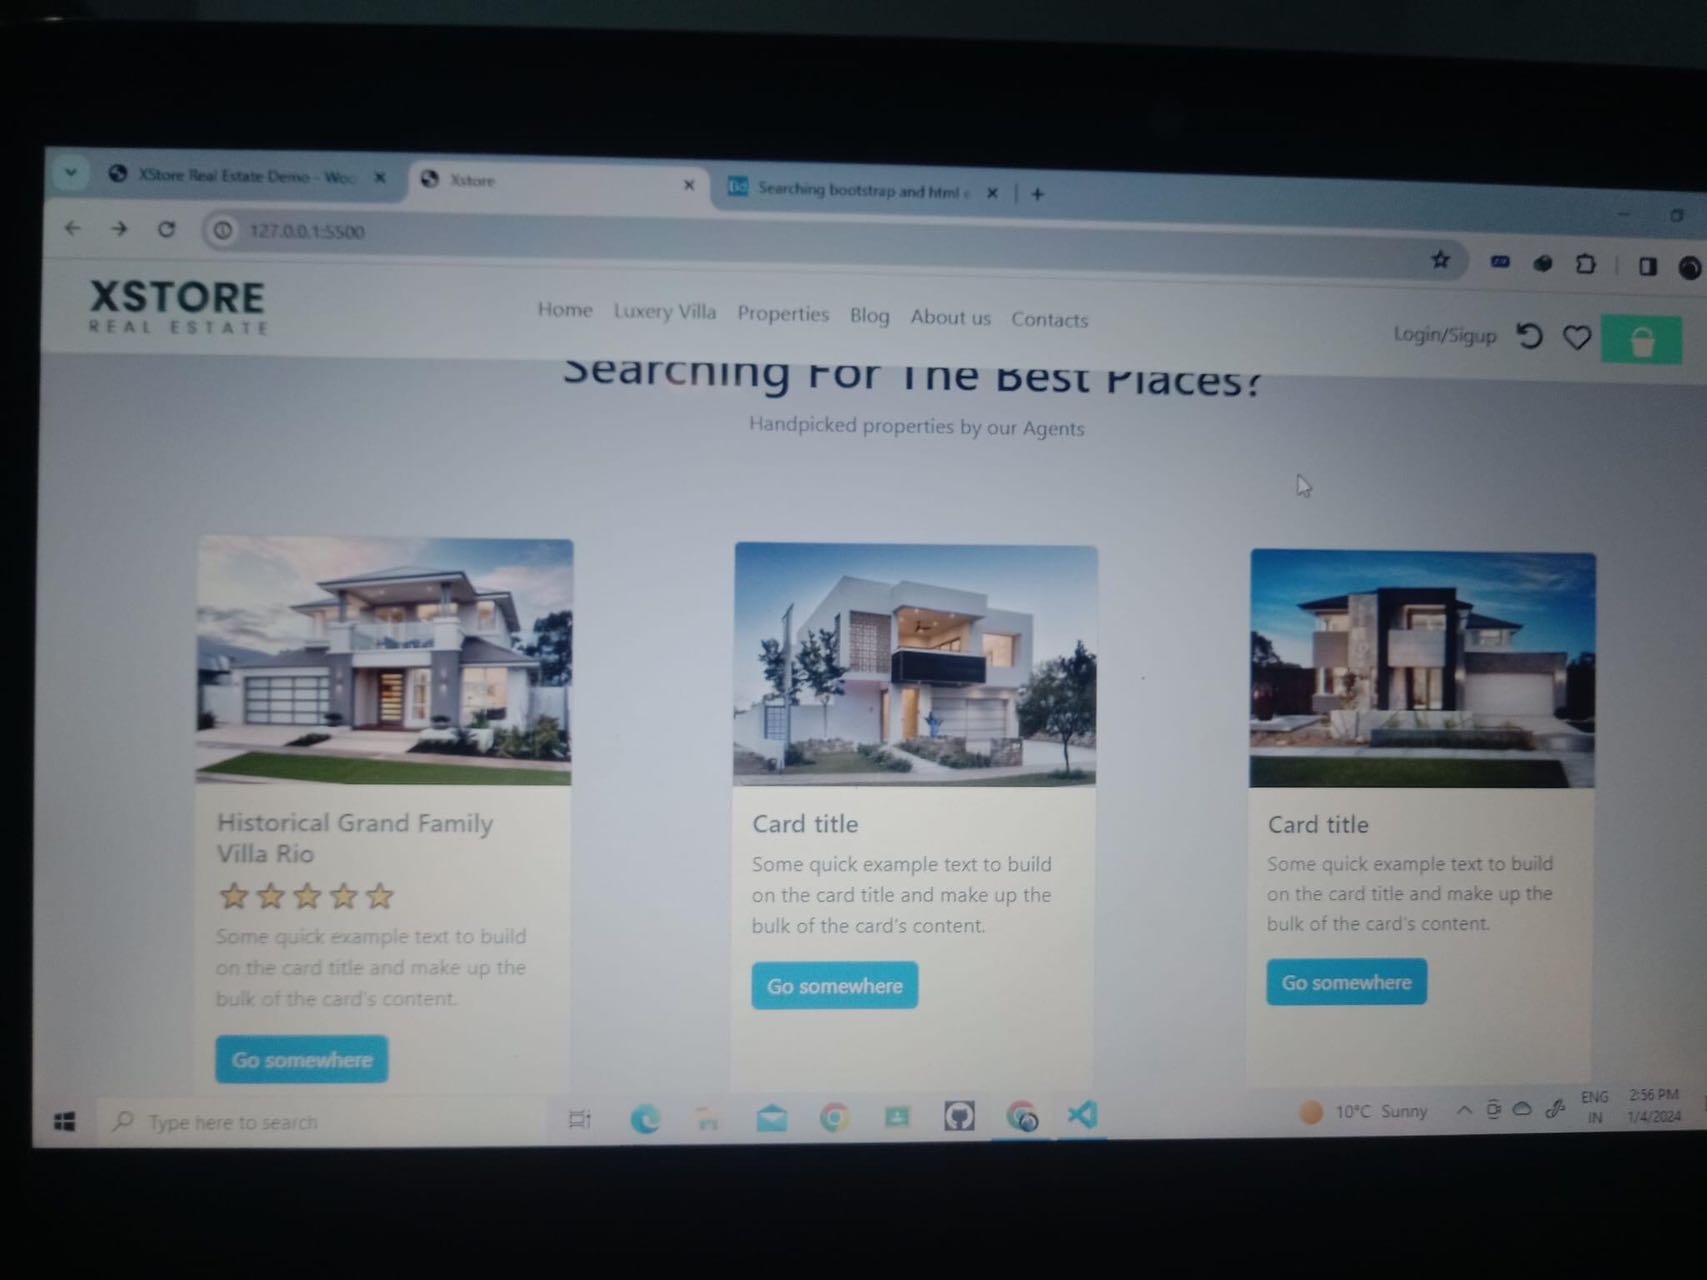 XStore Real Estate Demo - Woo
Xstore
Searching bootstrap and html e
127.0.0.1:5500
XSTORE
REAL ESTATE
Home Luxery Villa Properties Blog About us Contacts
Login/Sigup
Searching For The Best Places?
Handpicked properties by our Agents
Historical Grand Family
Villa Rio
Some quick example text to build
on the card title and make up the
bulk of the card's content.
Go somewhere
Card title
Some quick example text to build
on the card title and make up the
bulk of the card's content.
Go somewhere
Card title
Some quick example text to build
on the card title and make up the
bulk of the card's content.
Go somewhere
Type here to search
10°C Sunny
ENG
IN
2:56 PM
1/4/2024